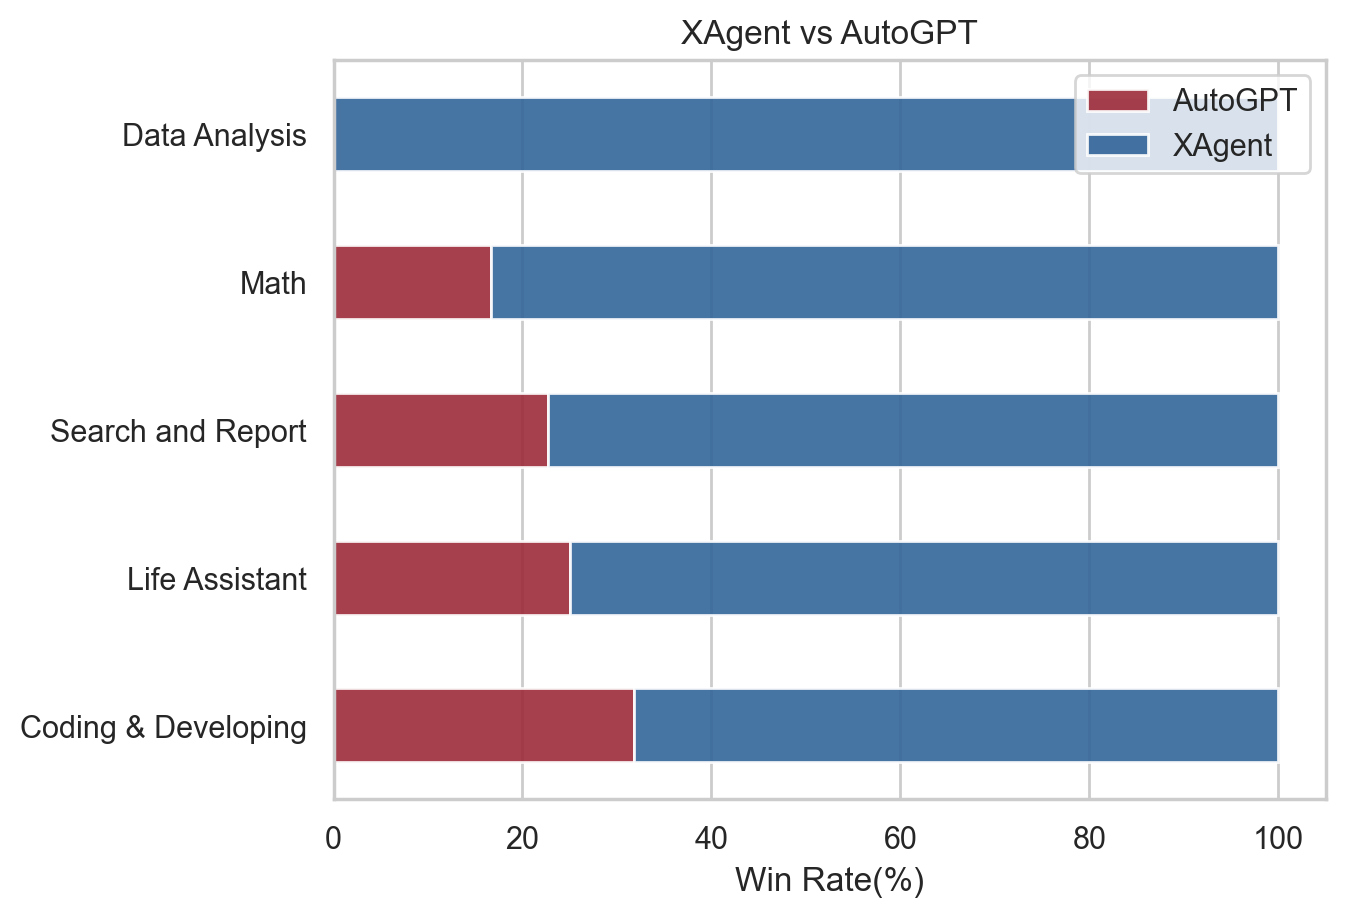 XAgent vs AutoGPT
AutoGPT
XAgent
Data Analysis
Math
Search and Report
Life Assistant
Coding & Developing
0 20 40 60 80 100
Win Rate(%)